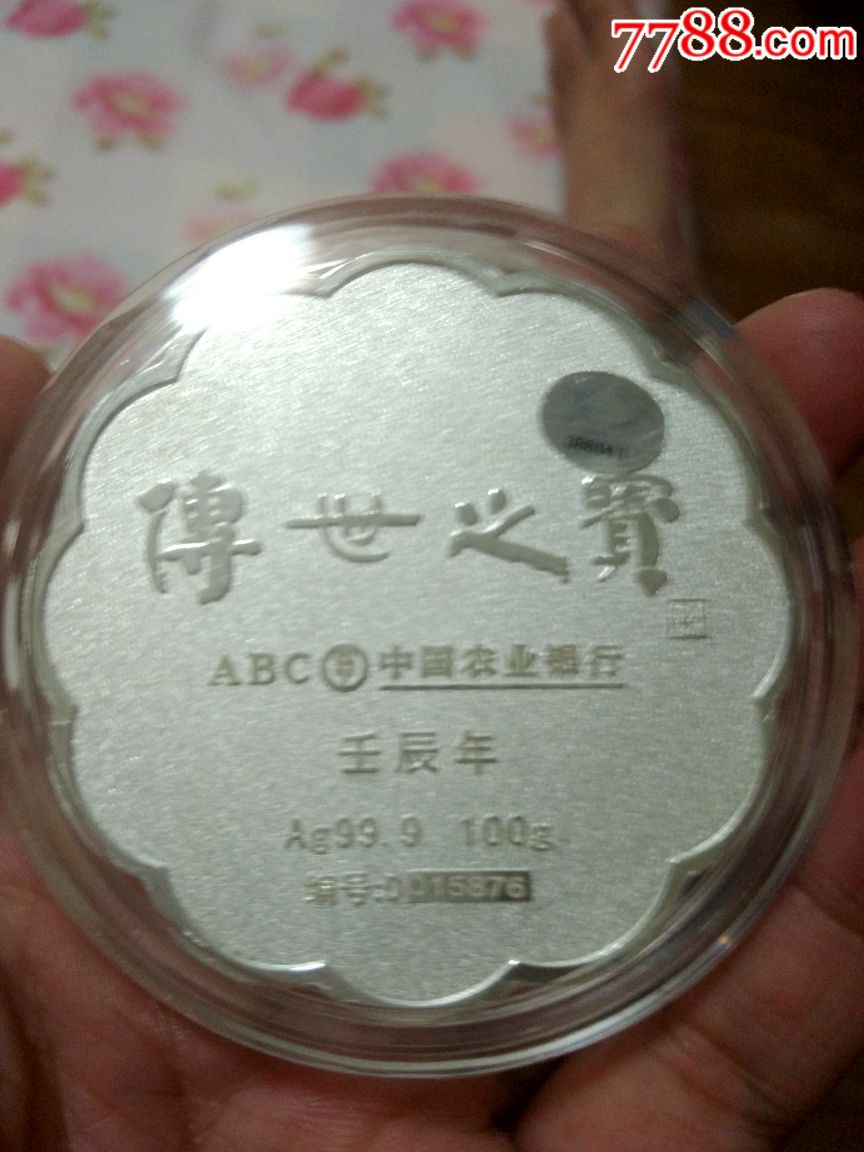 7788.com
傳世之寶
ABC 中国农业银行
壬辰年
Ag99.9 100g
编号:0015876